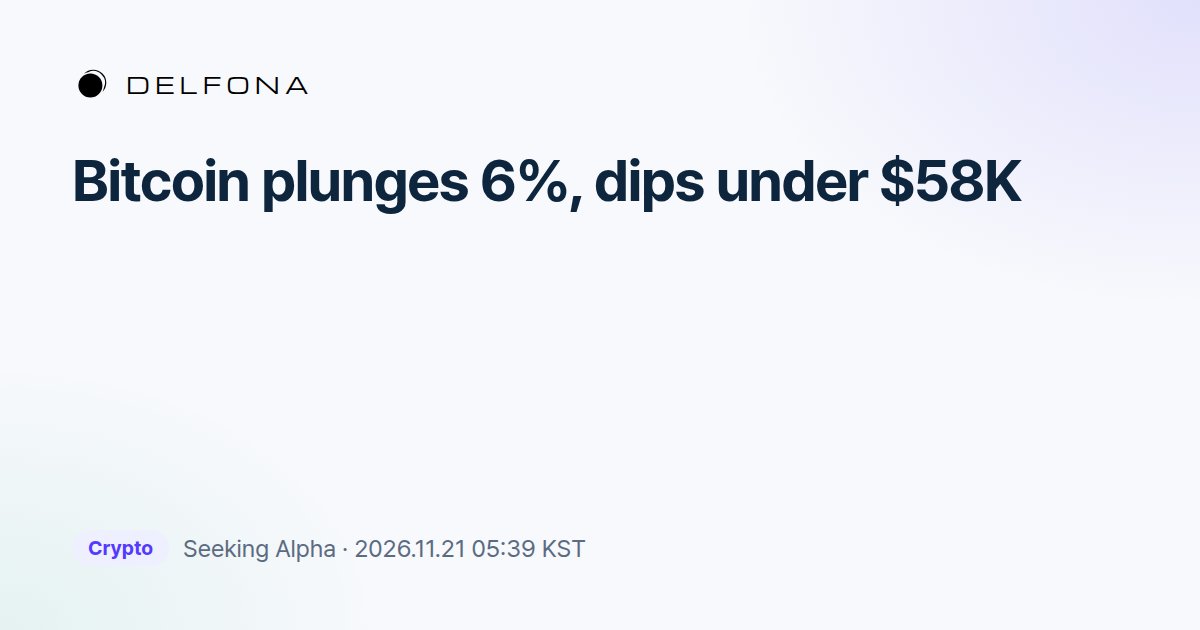 DELFONA
Bitcoin plunges 6%, dips under $58K
Crypto Seeking Alpha · 2026.11.21 05:39 KST